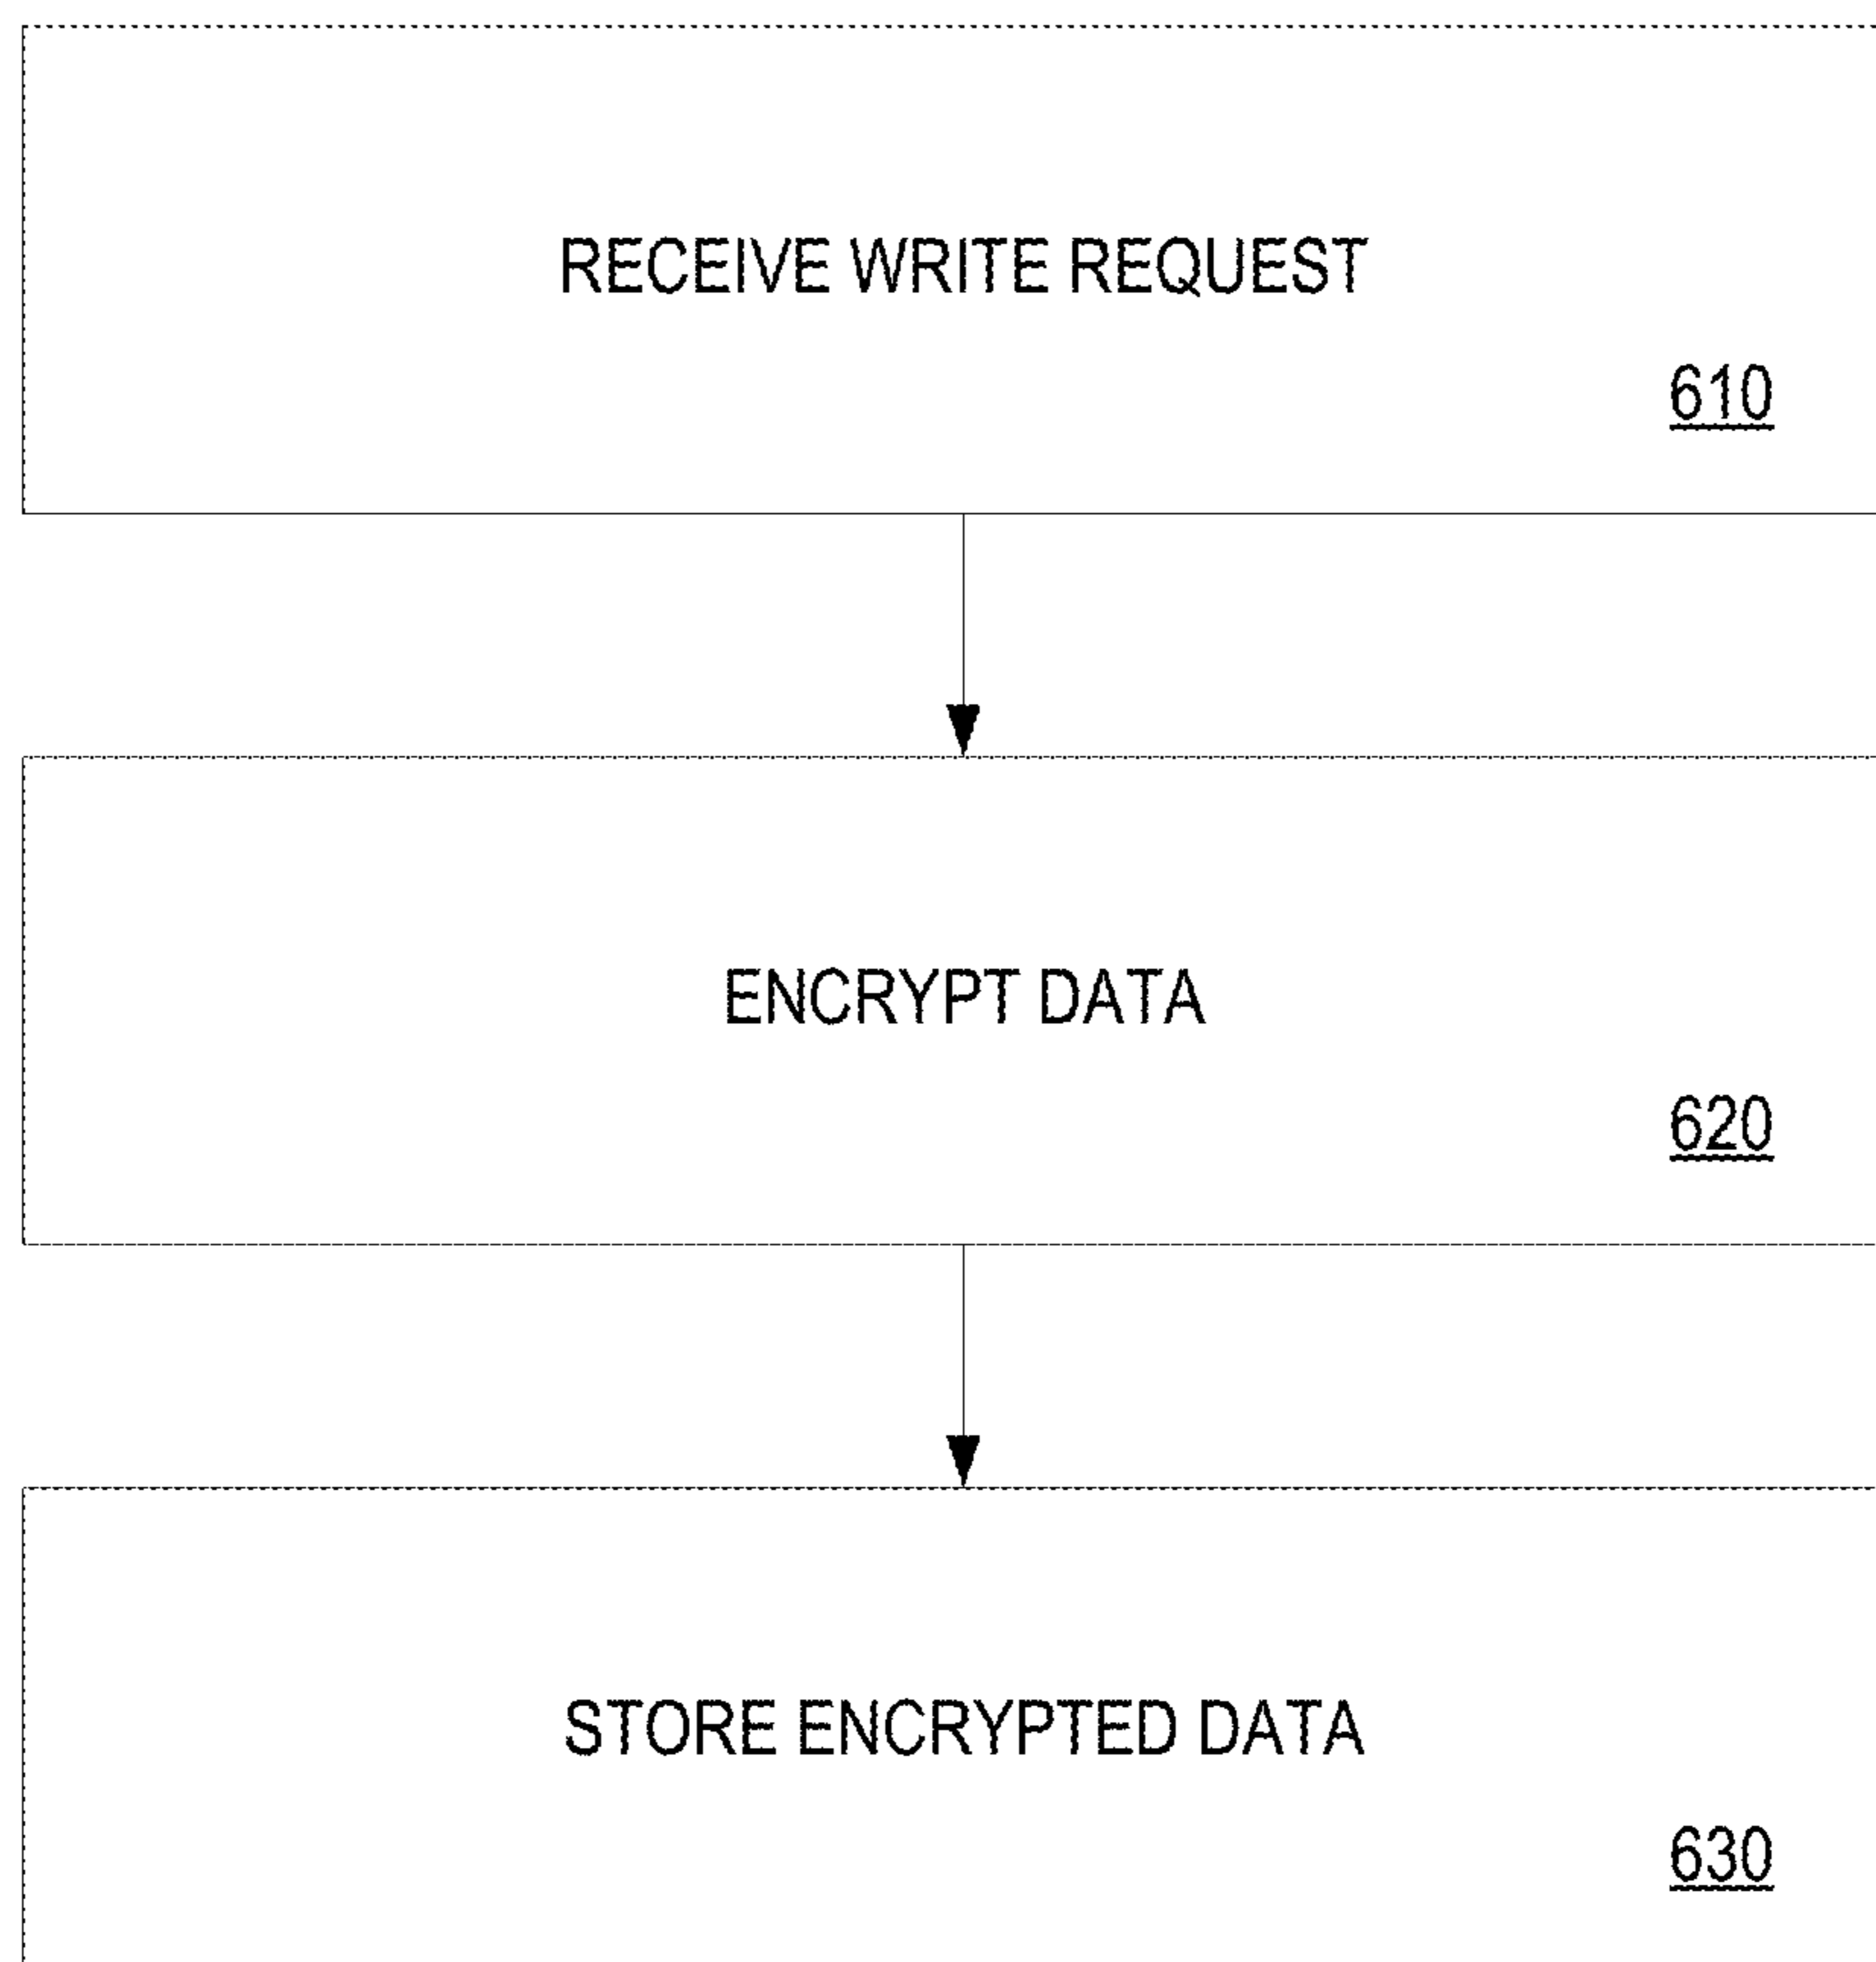 RECEIVE WRITE REQUEST
610
ENCRYPT DATA
620
STORE ENCRYPTED DATA
630